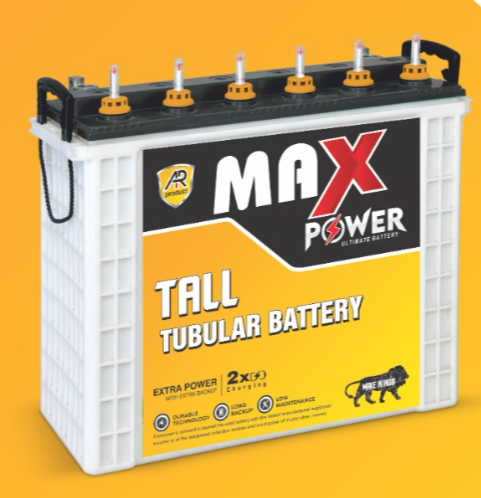 AR
product
MAX
POWER
ULTIMATE BATTERY
TALL
TUBULAR BATTERY
EXTRA POWER
WITH EXTRA BACKUP
2x
Charging
DURABLE
TECHNOLOGY
LONG
BACKUP
LOW
MAINTENANCE
MAKE IN INDIA